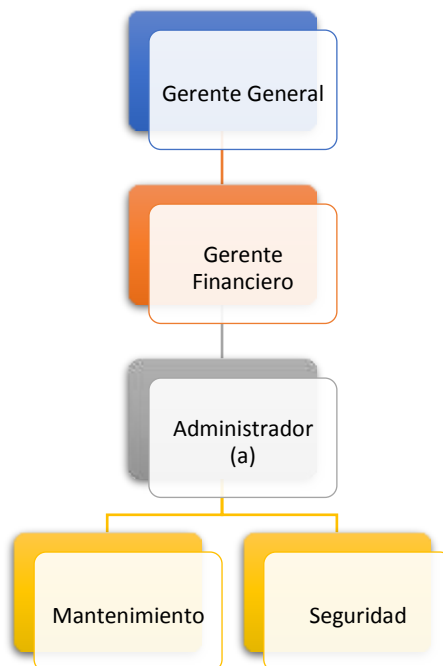 Gerente General
Gerente
Financiero
Administrador
(a)
Mantenimiento
Seguridad